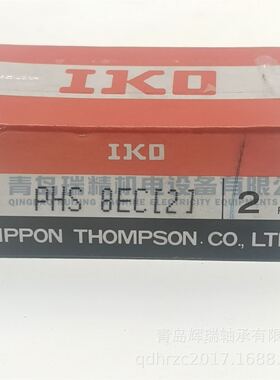 IKO
IKO
青岛瑞精机电设备有限公司
PHS 8EC[2]
2
NIPPON THOMPSON CO., LTD
青岛辉瑞轴承有限公司
qdhrzc2017.1688.com